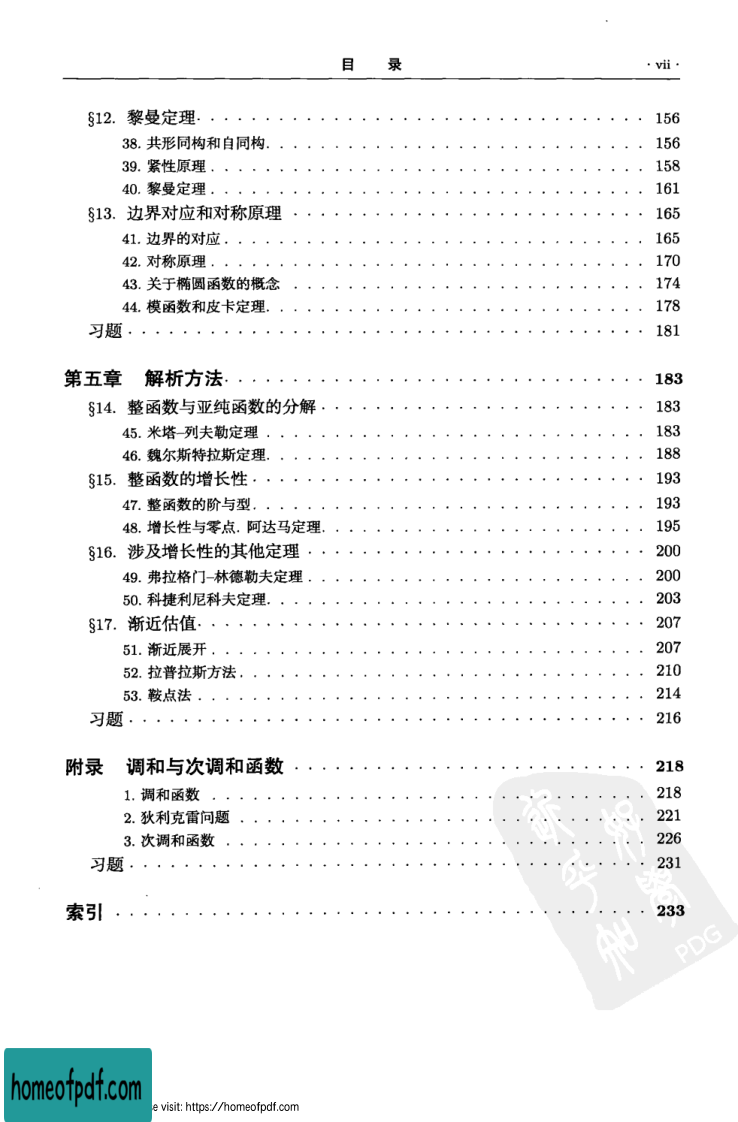 目 录 · vii ·
§12. 黎曼定理 . . . . . . . . . . 156
38. 共形同构和自同构 . . . . . . . . . . 156
39. 紧性原理 . . . . . . . . . . 158
40. 黎曼定理 . . . . . . . . . . 161
§13. 边界对应和对称原理 . . . . . . . . . . 165
41. 边界的对应 . . . . . . . . . . 165
42. 对称原理 . . . . . . . . . . 170
43. 关于椭圆函数的概念 . . . . . . . . . . 174
44. 模函数和皮卡定理 . . . . . . . . . . 178
习题 . . . . . . . . . . 181
第五章 解析方法 . . . . . . . . . . 183
§14. 整函数与亚纯函数的分解 . . . . . . . . . . 183
45. 米塔–列夫勒定理 . . . . . . . . . . 183
46. 魏尔斯特拉斯定理 . . . . . . . . . . 188
§15. 整函数的增长性 . . . . . . . . . . 193
47. 整函数的阶与型 . . . . . . . . . . 193
48. 增长性与零点. 阿达马定理 . . . . . . . . . . 195
§16. 涉及增长性的其他定理 . . . . . . . . . . 200
49. 弗拉格门–林德勒夫定理 . . . . . . . . . . 200
50. 科捷利尼科夫定理 . . . . . . . . . . 203
§17. 渐近估值 . . . . . . . . . . 207
51. 渐近展开 . . . . . . . . . . 207
52. 拉普拉斯方法 . . . . . . . . . . 210
53. 鞍点法 . . . . . . . . . . 214
习题 . . . . . . . . . . 216
附录 调和与次调和函数 . . . . . . . . . . 218
1. 调和函数 . . . . . . . . . . 218
2. 狄利克雷问题 . . . . . . . . . . 221
3. 次调和函数 . . . . . . . . . . 226
习题 . . . . . . . . . . 231
索引 . . . . . . . . . . 233
PDG
homeofpdf.com
e visit: https://homeofpdf.com